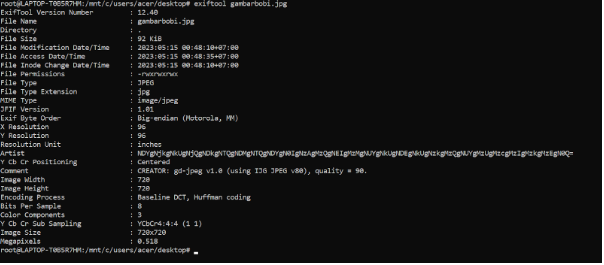 root@LAPTOP-T0B5R7HM:/mnt/c/users/acer/desktop# exiftool gambarbobi.jpg
ExifTool Version Number : 12.40
File Name : gambarbobi.jpg
Directory : .
File Size : 92 KiB
File Modification Date/Time : 2023:05:15 00:48:10+07:00
File Access Date/Time : 2023:05:15 00:48:35+07:00
File Inode Change Date/Time : 2023:05:15 00:48:10+07:00
File Permissions : -rwxrwxrwx
File Type : JPEG
File Type Extension : jpg
MIME Type : image/jpeg
JFIF Version : 1.01
Exif Byte Order : Big-endian (Motorola, MM)
X Resolution : 96
Y Resolution : 96
Resolution Unit : inches
Artist :
Y Cb Cr Positioning : Centered
Comment : CREATOR: gd-jpeg v1.0 (using IJG JPEG v80), quality = 90.
Image Width : 720
Image Height : 720
Encoding Process : Baseline DCT, Huffman coding
Bits Per Sample : 8
Color Components : 3
Y Cb Cr Sub Sampling : YCbCr4:4:4 (1 1)
Image Size : 720x720
Megapixels : 0.518
root@LAPTOP-T0B5R7HM:/mnt/c/users/acer/desktop#